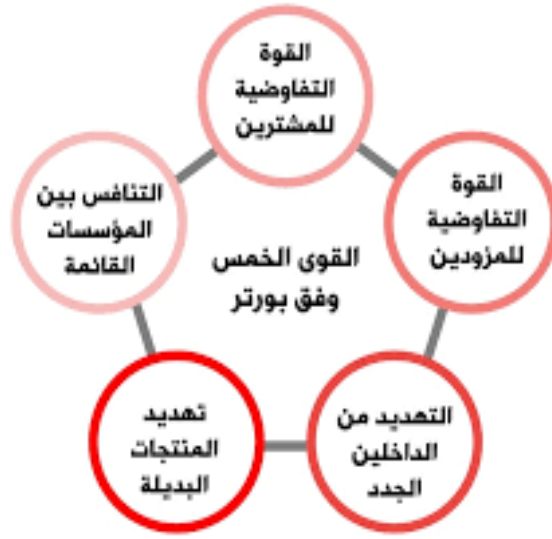 القوة
التفاوضية
للمشترين
القوة
التفاوضية
للمزودين
التنافس بين
المؤسسات
القائمة
القوى الخمس
وفق بورتر
التهديد من
الداخلين
الجدد
تهديد
المنتجات
البديلة